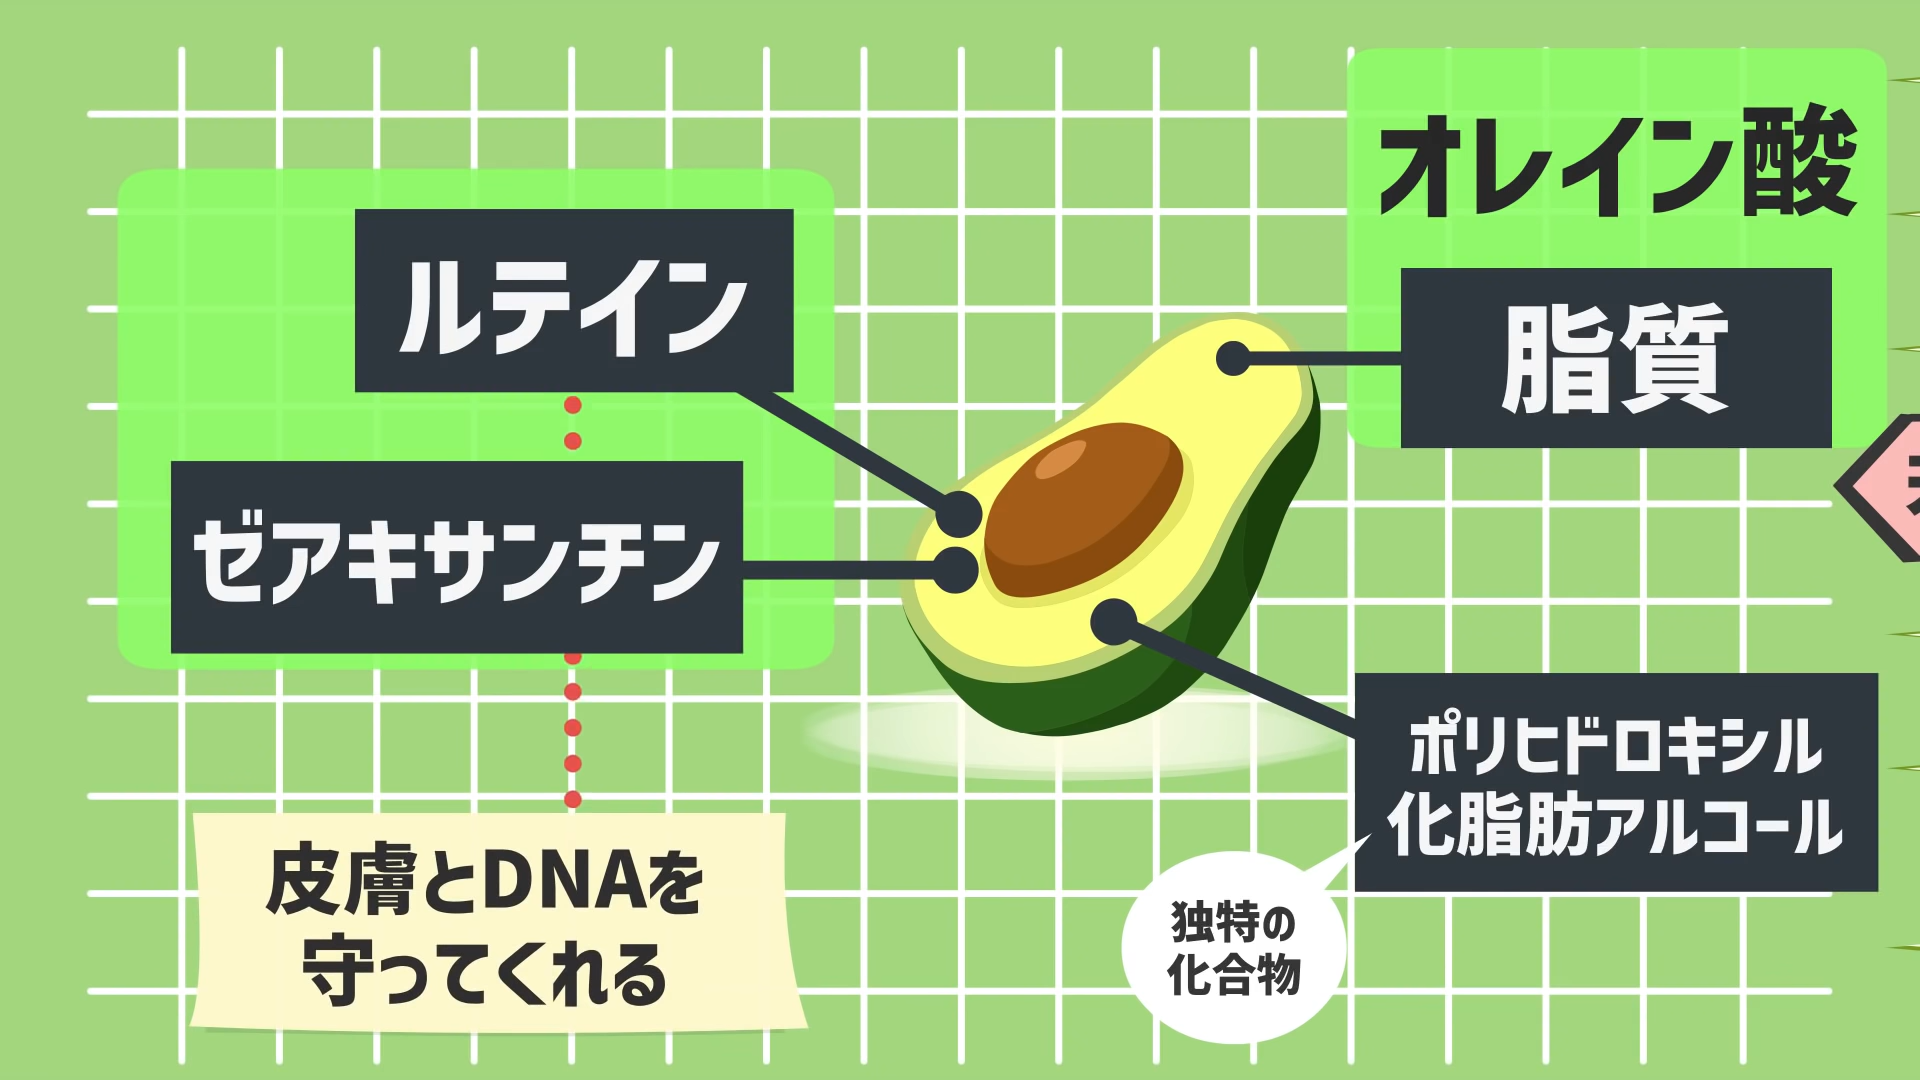 オレイン酸
脂質
ルテイン
ゼアキサンチン
皮膚とDNAを
守ってくれる
ポリヒドロキシル
化脂肪アルコール
独特の
化合物